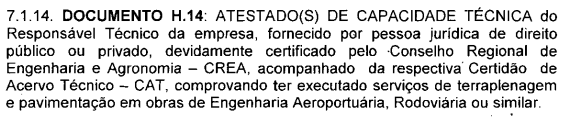 7.1.14. DOCUMENTO H.14: ATESTADO(S) DE CAPACIDADE TÉCNICA do
Responsável Técnico da empresa, fornecido por pessoa jurídica de direito
público ou privado, devidamente certificado pelo Conselho Regional de
Engenharia e Agronomia – CREA, acompanhado da respectiva Certidão de
Acervo Técnico – CAT, comprovando ter executado serviços de terraplenagem
e pavimentação em obras de Engenharia Aeroportuária, Rodoviária ou similar.